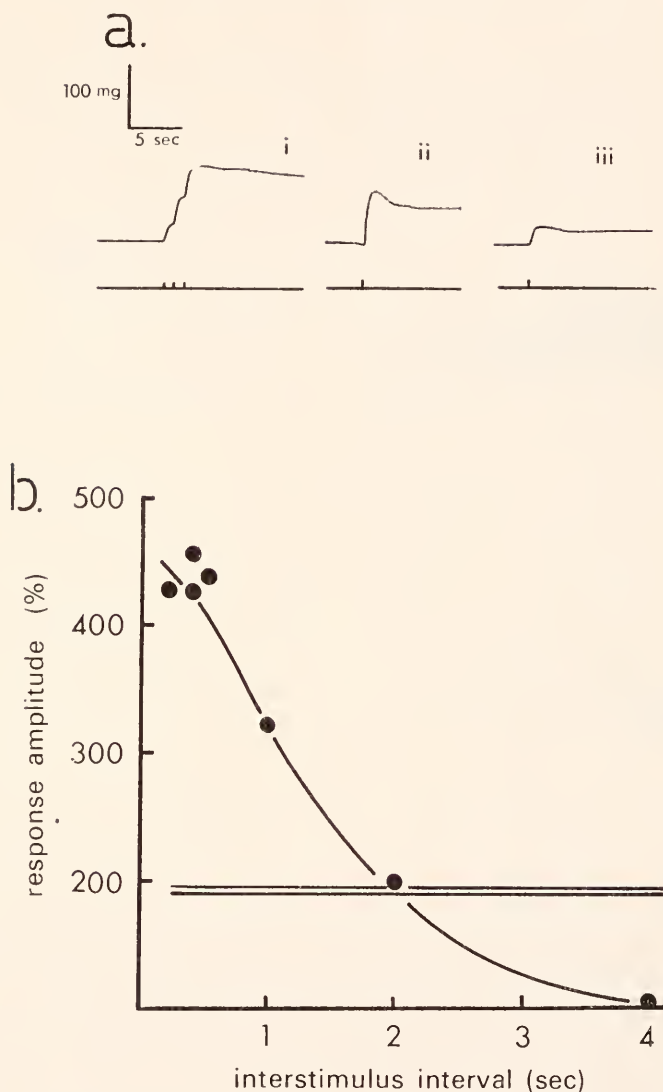 a.
100 mg
5 sec
i
ii
iii
b.
500
400
300
200
response amplitude (%)
1
2
3
4
interstimulus interval (sec)